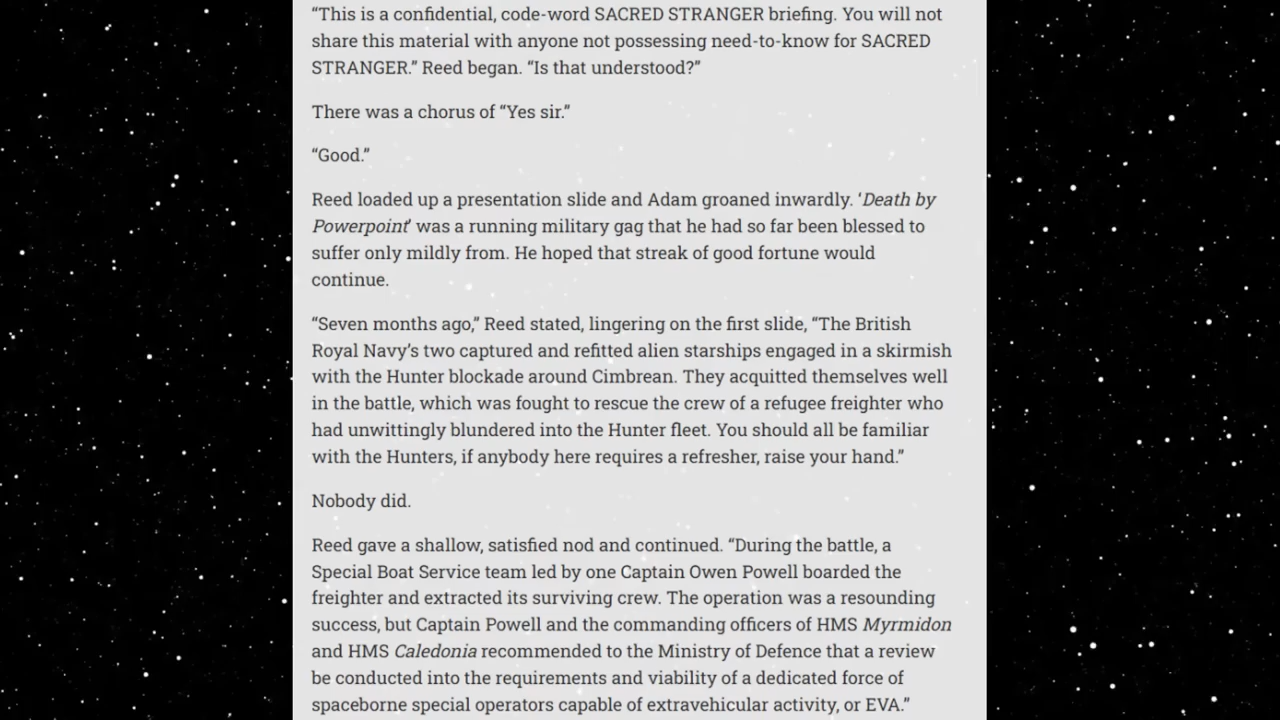 “This is a confidential, code-word SACRED STRANGER briefing. You will not
share this material with anyone not possessing need-to-know for SACRED
STRANGER.” Reed began. “Is that understood?”
There was a chorus of “Yes sir.”
“Good.”
Reed loaded up a presentation slide and Adam groaned inwardly. ‘Death by
Powerpoint’ was a running military gag that he had so far been blessed to
suffer only mildly from. He hoped that streak of good fortune would
continue.
“Seven months ago,” Reed stated, lingering on the first slide, “The British
Royal Navy’s two captured and refitted alien starships engaged in a skirmish
with the Hunter blockade around Cimbrean. They acquitted themselves well
in the battle, which was fought to rescue the crew of a refugee freighter who
had unwittingly blundered into the Hunter fleet. You should all be familiar
with the Hunters, if anybody here requires a refresher, raise your hand.”
Nobody did.
Reed gave a shallow, satisfied nod and continued. “During the battle, a
Special Boat Service team led by one Captain Owen Powell boarded the
freighter and extracted its surviving crew. The operation was a resounding
success, but Captain Powell and the commanding officers of HMS Myrmidon
and HMS Caledonia recommended to the Ministry of Defence that a review
be conducted into the requirements and viability of a dedicated force of
spaceborne special operators capable of extravehicular activity, or EVA.”